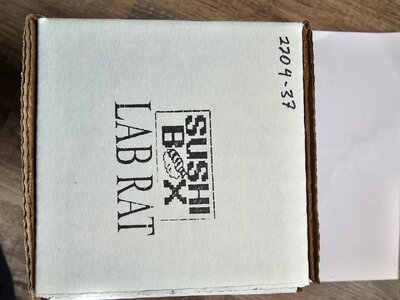 2204-37
SUSHI
BOX
LAB RAT